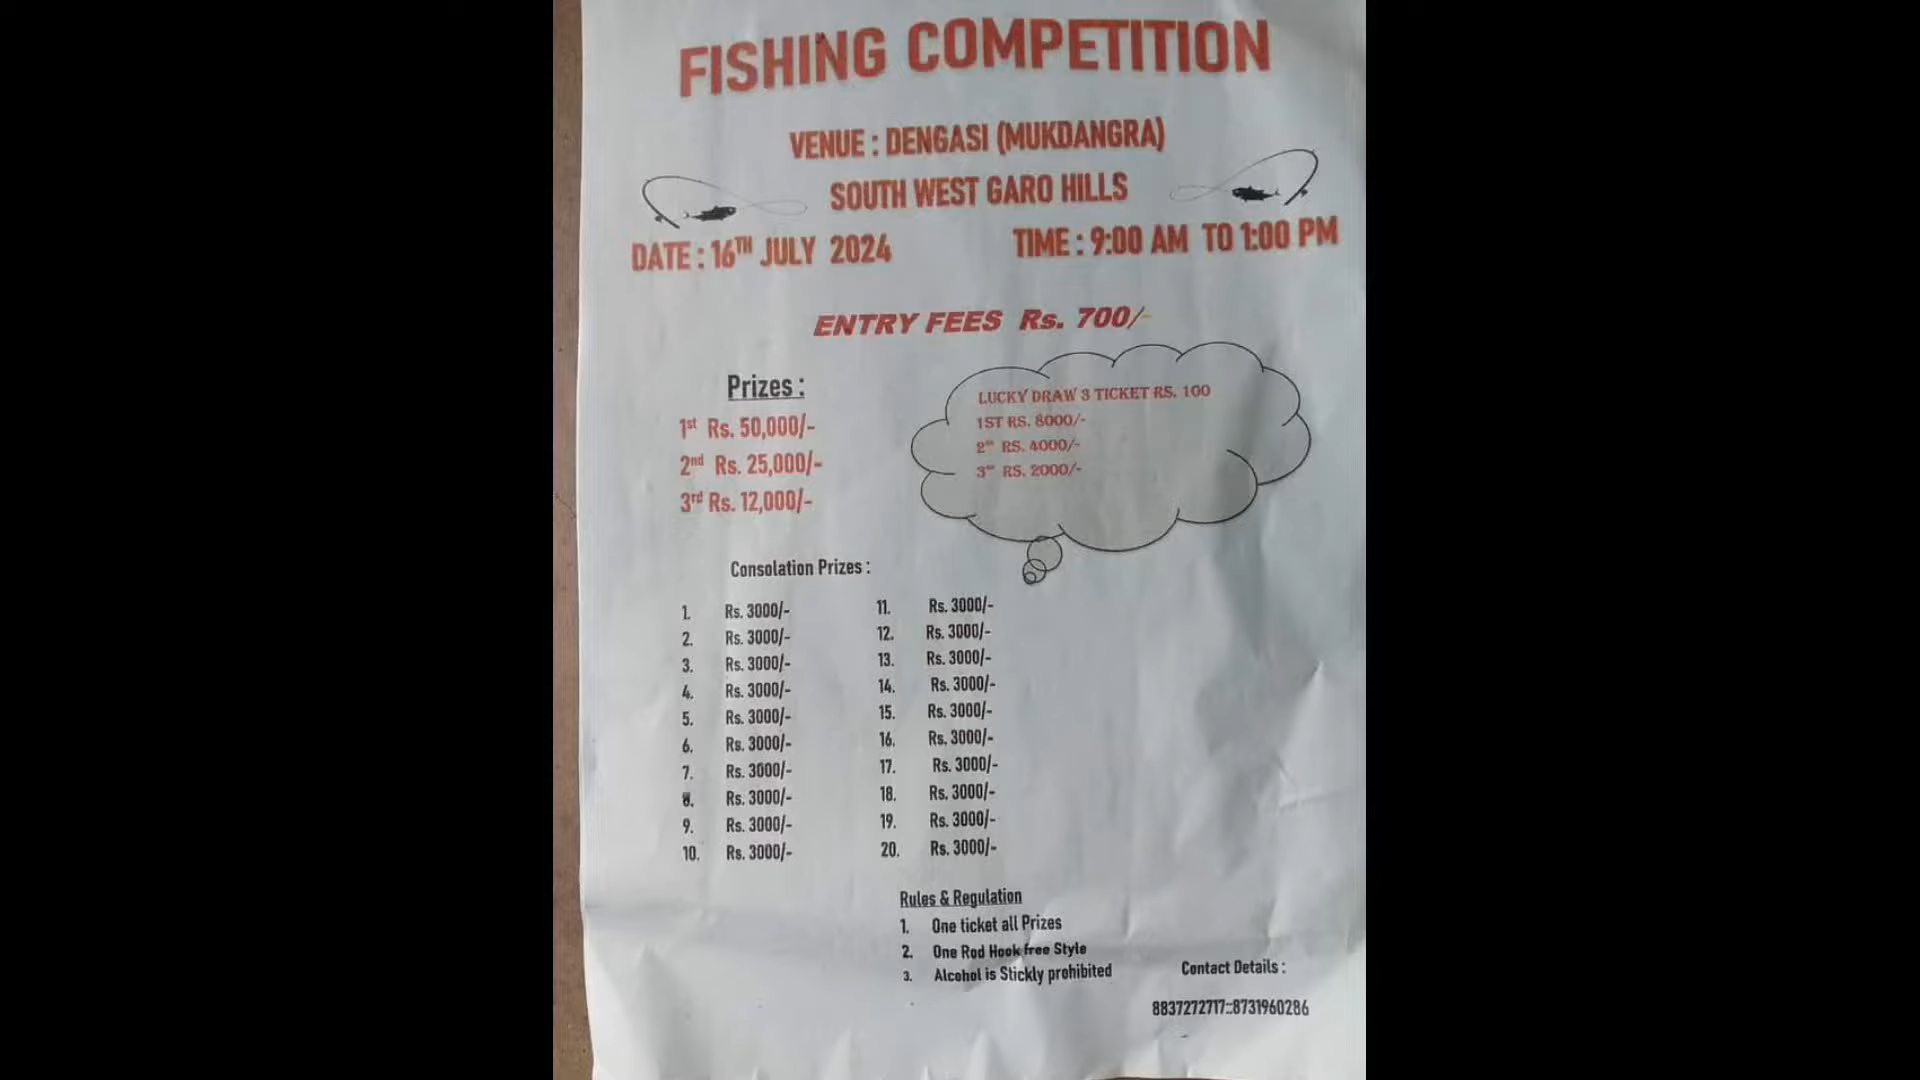 FISHING COMPETITION
VENUE : DENGASI (MUKDANGRA)
SOUTH WEST GARO HILLS
DATE : 16TH JULY 2024 TIME : 9:00 AM TO 1:00 PM
ENTRY FEES Rs. 700/-
Prizes :
1st Rs. 50,000/-
2nd Rs. 25,000/-
3rd Rs. 12,000/-
LUCKY DRAW 3 TICKET RS. 100
1ST RS. 8000/-
2ND RS. 4000/-
3RD RS. 2000/-
Consolation Prizes :
1. Rs. 3000/-
2. Rs. 3000/-
3. Rs. 3000/-
4. Rs. 3000/-
5. Rs. 3000/-
6. Rs. 3000/-
7. Rs. 3000/-
8. Rs. 3000/-
9. Rs. 3000/-
10. Rs. 3000/-
11. Rs. 3000/-
12. Rs. 3000/-
13. Rs. 3000/-
14. Rs. 3000/-
15. Rs. 3000/-
16. Rs. 3000/-
17. Rs. 3000/-
18. Rs. 3000/-
19. Rs. 3000/-
20. Rs. 3000/-
Rules & Regulation
1. One ticket all Prizes
2. One Rod Hook free Style
3. Alcohol is Stickly prohibited
Contact Details :
8837272717::8731960286